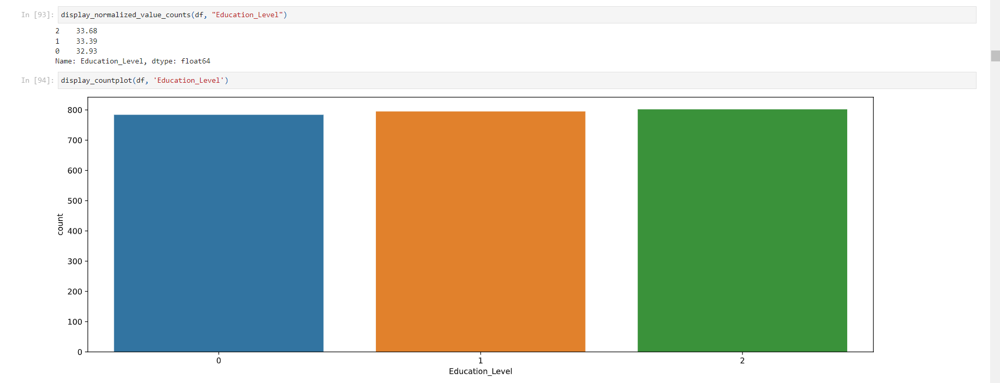 In [93]: display_normalized_value_counts(df, "Education_Level")
2    33.68
1    33.39
0    32.93
Name: Education_Level, dtype: float64
In [94]: display_countplot(df, 'Education_Level')
800
700
600
500
400
300
200
100
0
count
0 1 2
Education_Level